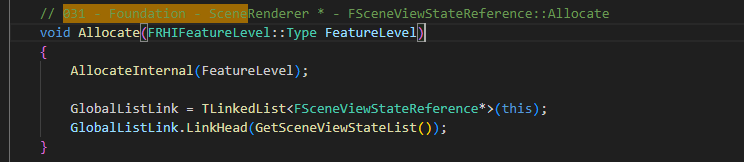 // 031 - Foundation - SceneRenderer * - FSceneViewStateReference::Allocate
void Allocate(FRHIFeatureLevel::Type FeatureLevel)
{
AllocateInternal(FeatureLevel);
GlobalListLink = TLinkedList<FSceneViewStateReference*>(this);
GlobalListLink.LinkHead(GetSceneViewStateList());
}